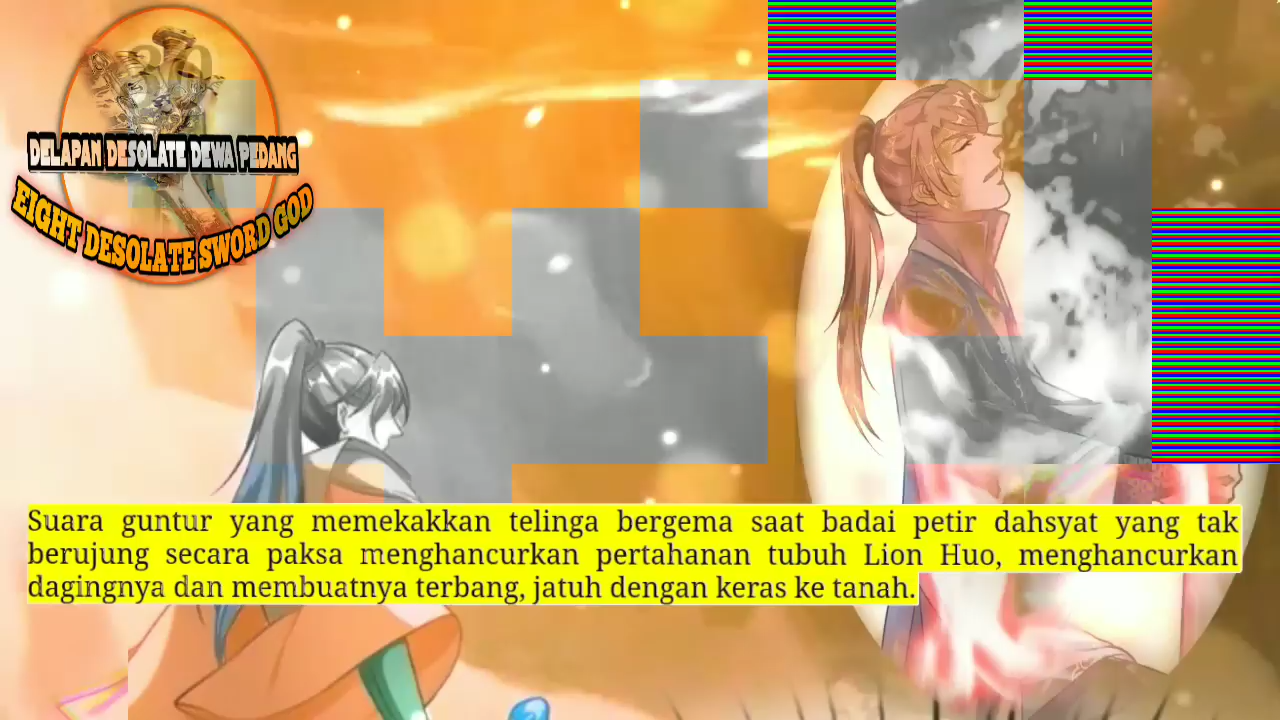 DELAPAN DESOLATE DEWA PEDANG
EIGHT DESOLATE SWORD GOD
Suara guntur yang memekakkan telinga bergema saat badai petir dahsyat yang tak
berujung secara paksa menghancurkan pertahanan tubuh Lion Huo, menghancurkan
dagingnya dan membuatnya terbang, jatuh dengan keras ke tanah.